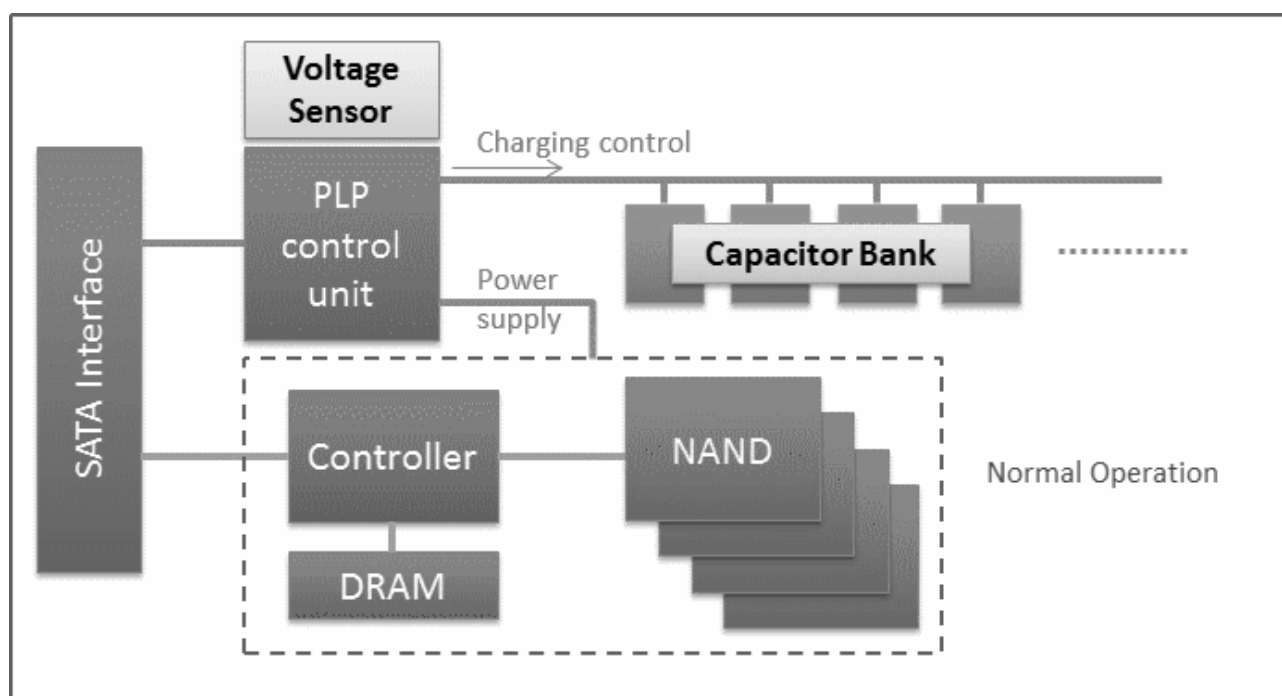 Voltage
Sensor
Charging control
PLP
control
unit
Capacitor Bank
Power
supply
SATA Interface
Controller
NAND
Normal Operation
DRAM